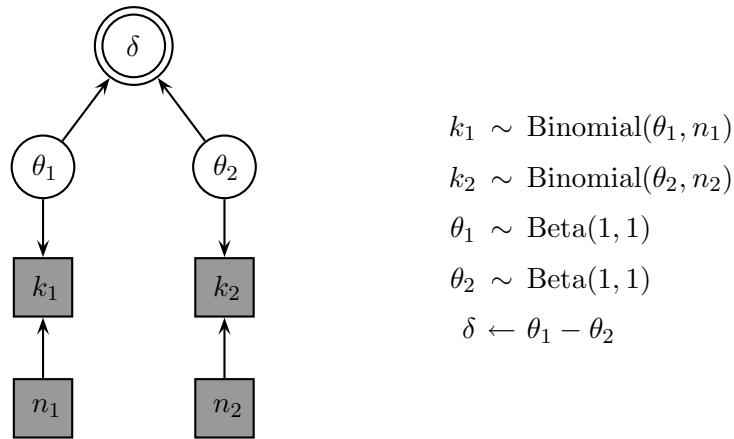 δ
θ₁ θ₂
k₁ k₂
n₁ n₂
k₁ ∼ Binomial(θ₁, n₁)
k₂ ∼ Binomial(θ₂, n₂)
θ₁ ∼ Beta(1, 1)
θ₂ ∼ Beta(1, 1)
δ ← θ₁ − θ₂